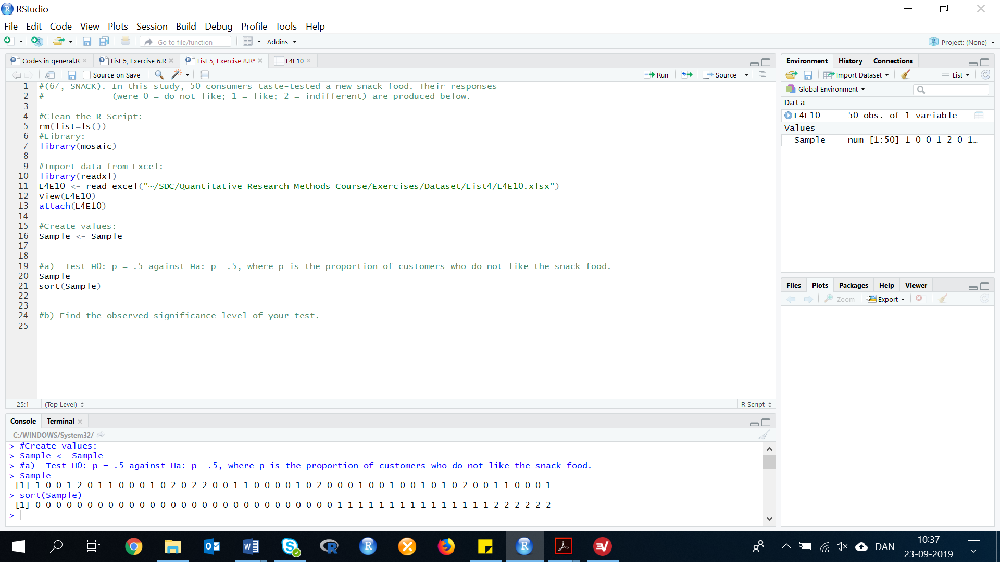 RStudio
File Edit Code View Plots Session Build Debug Profile Tools Help
Go to file/function Addins Project: (None)
Codes in general.R List 5, Exercise 6.R List 5, Exercise 8.R* L4E10
Source on Save Run Source
1 #(67, SNACK). In this study, 50 consumers taste-tested a new snack food. Their responses
2 # (were 0 = do not like; 1 = like; 2 = indifferent) are produced below.
3
4 #Clean the R Script:
5 rm(list=ls())
6 #Library:
7 library(mosaic)
8
9 #Import data from Excel:
10 library(readxl)
11 L4E10 <- read_excel("~/SDC/Quantitative Research Methods Course/Exercises/Dataset/List4/L4E10.xlsx")
12 View(L4E10)
13 attach(L4E10)
14
15 #Create values:
16 Sample <- Sample
17
18
19 #a)  Test H0: p = .5 against Ha: p  .5, where p is the proportion of customers who do not like the snack food.
20 Sample
21 sort(Sample)
22
23
24 #b) Find the observed significance level of your test.
25
25:1 (Top Level) R Script
Console Terminal
C:/WINDOWS/System32/
> #Create values:
> Sample <- Sample
> #a)  Test H0: p = .5 against Ha: p  .5, where p is the proportion of customers who do not like the snack food.
> Sample
[1] 1 0 0 1 2 0 1 1 0 0 0 1 0 2 0 2 2 0 0 1 1 0 0 0 0 1 0 2 0 0 0 1 0 0 1 0 0 1 0 1 0 2 0 0 1 1 0 0 0 1
> sort(Sample)
[1] 0 0 0 0 0 0 0 0 0 0 0 0 0 0 0 0 0 0 0 0 0 0 0 0 0 0 0 0 0 1 1 1 1 1 1 1 1 1 1 1 1 1 1 1 2 2 2 2 2 2
>
Environment History Connections
Import Dataset List
Global Environment
Data
L4E10 50 obs. of 1 variable
Values
Sample num [1:50] 1 0 0 1 2 0 1…
Files Plots Packages Help Viewer
Zoom Export
DAN
10:37
23-09-2019